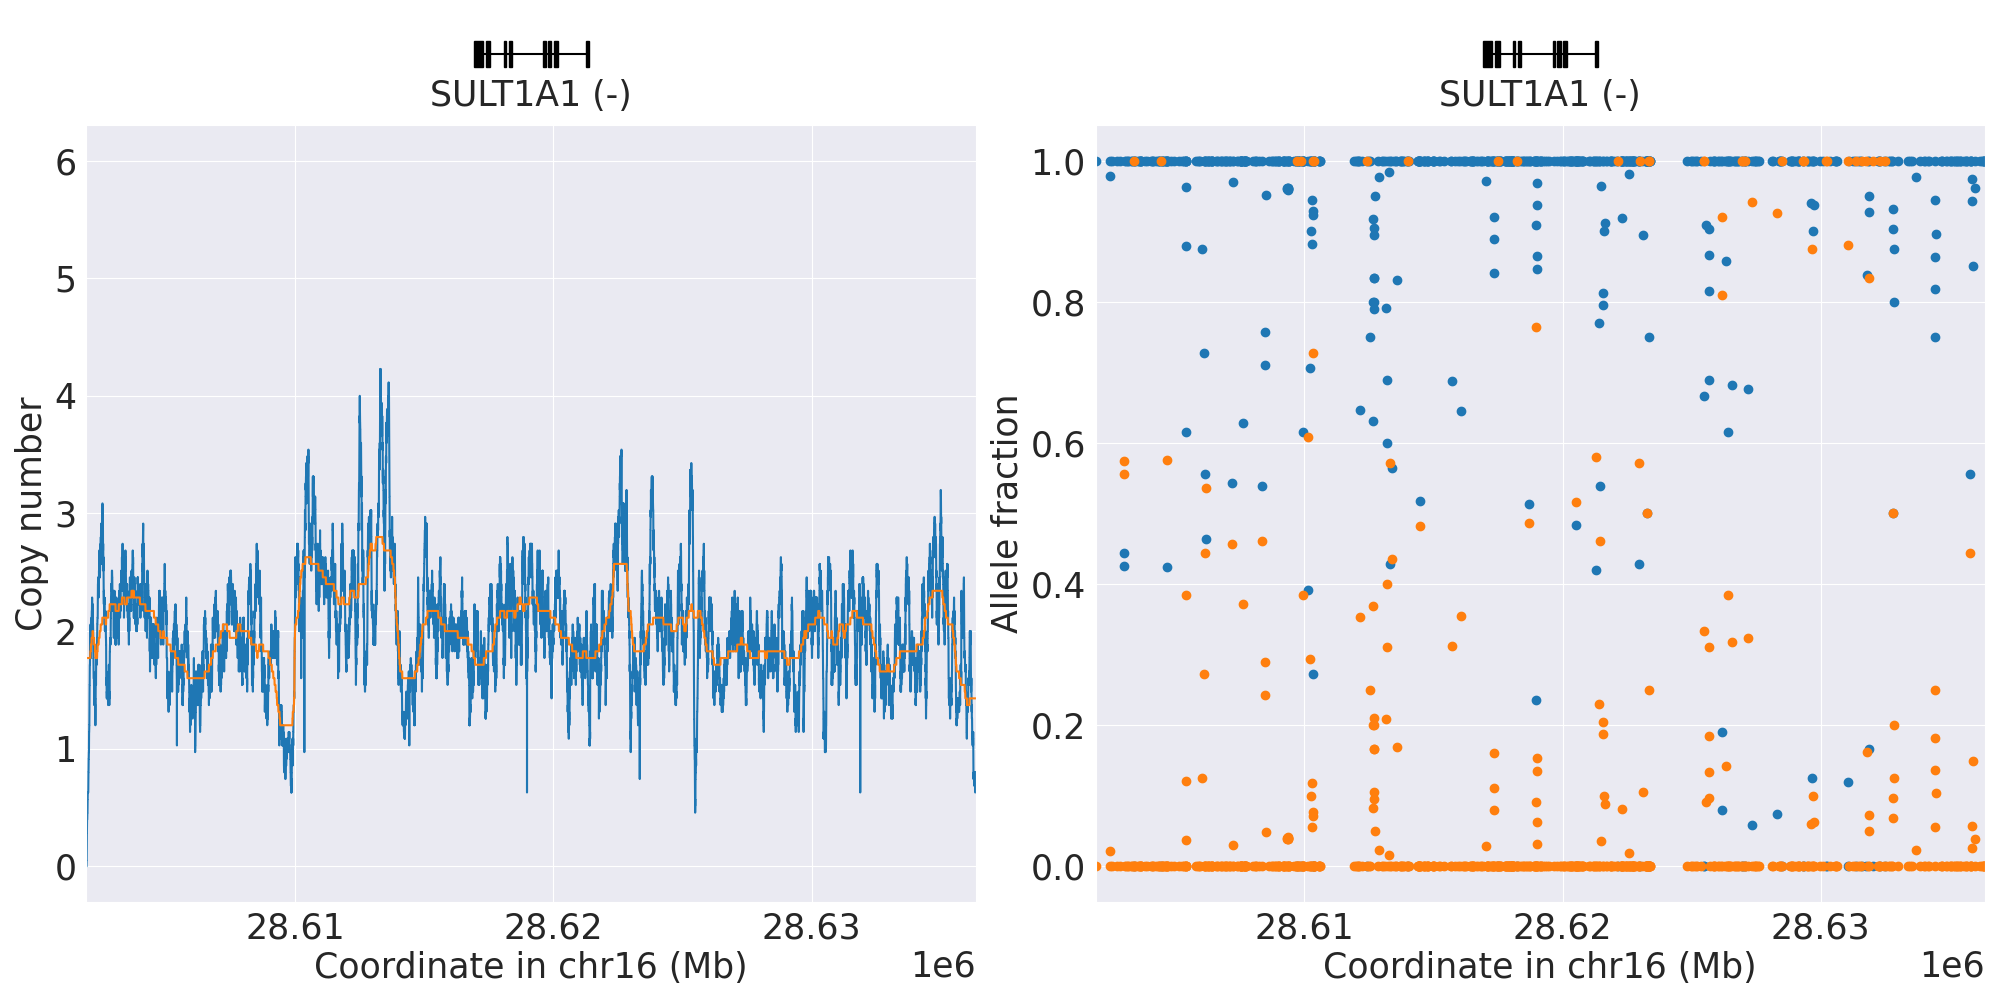 SULT1A1 (-)
6
5
4
3
2
1
0
Copy number
28.61
28.62
28.63
Coordinate in chr16 (Mb)
1e6
SULT1A1 (-)
1.0
0.8
0.6
0.4
0.2
0.0
Allele fraction
28.61
28.62
28.63
Coordinate in chr16 (Mb)
1e6